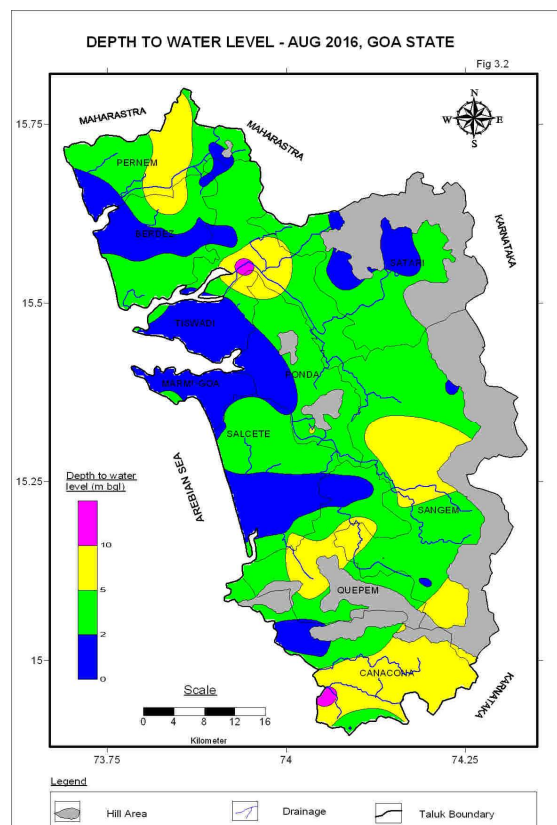 DEPTH TO WATER LEVEL - AUG 2016, GOA STATE
Fig 3.2
MAHARASTRA
MAHARASTRA
N
W E
S
15.75
PERNEM
BERDEZ
SATARI
KARNATAKA
15.5
TISWADI
PONDA
MARMUGOA
SALCETE
15.25
Depth to water
level (m bgl)
AREBIAN SEA
SANGEM
10
5
2
0
QUEPEM
15
CANACONA
KARNATAKA
Scale
0 4 8 12 16
Kilometer
73.75 74 74.25
Legend
Hill Area
Drainage
Taluk Boundary